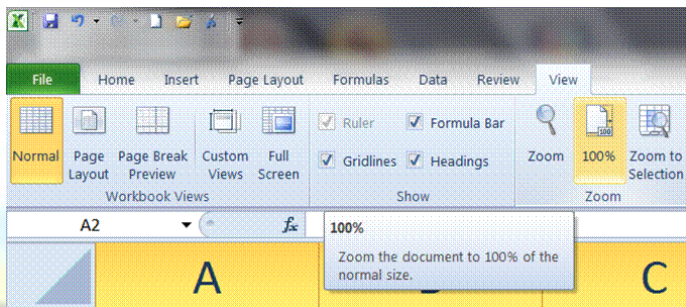 File Home Insert Page Layout Formulas Data Review View
Ruler Formula Bar
Normal Page Page Break Custom Full Gridlines Headings Zoom 100% Zoom to
Layout Preview Views Screen Selection
Workbook Views Show Zoom
A2 fx 100%
Zoom the document to 100% of the
normal size.
A C